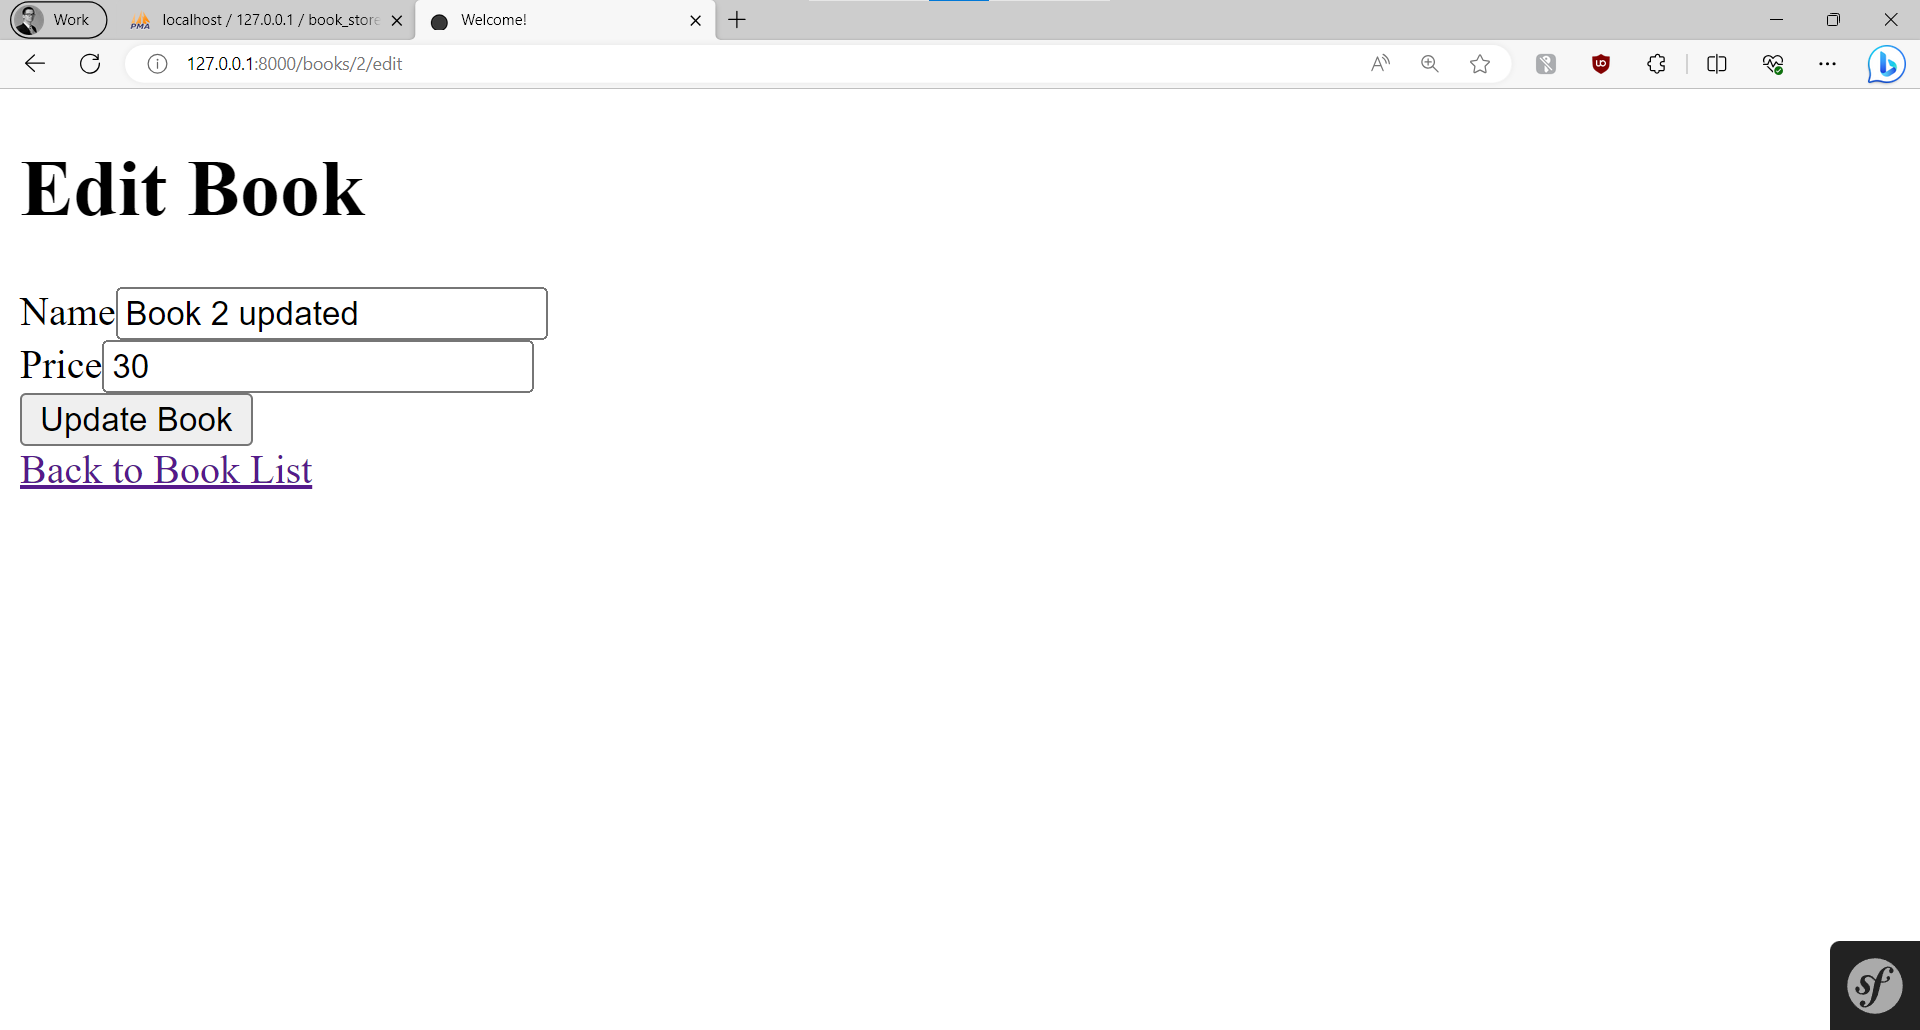 Work
PMA
localhost / 127.0.0.1 / book_store
Welcome!
127.0.0.1:8000/books/2/edit
Edit Book
Name
Book 2 updated
Price
30
Update Book
Back to Book List
sf